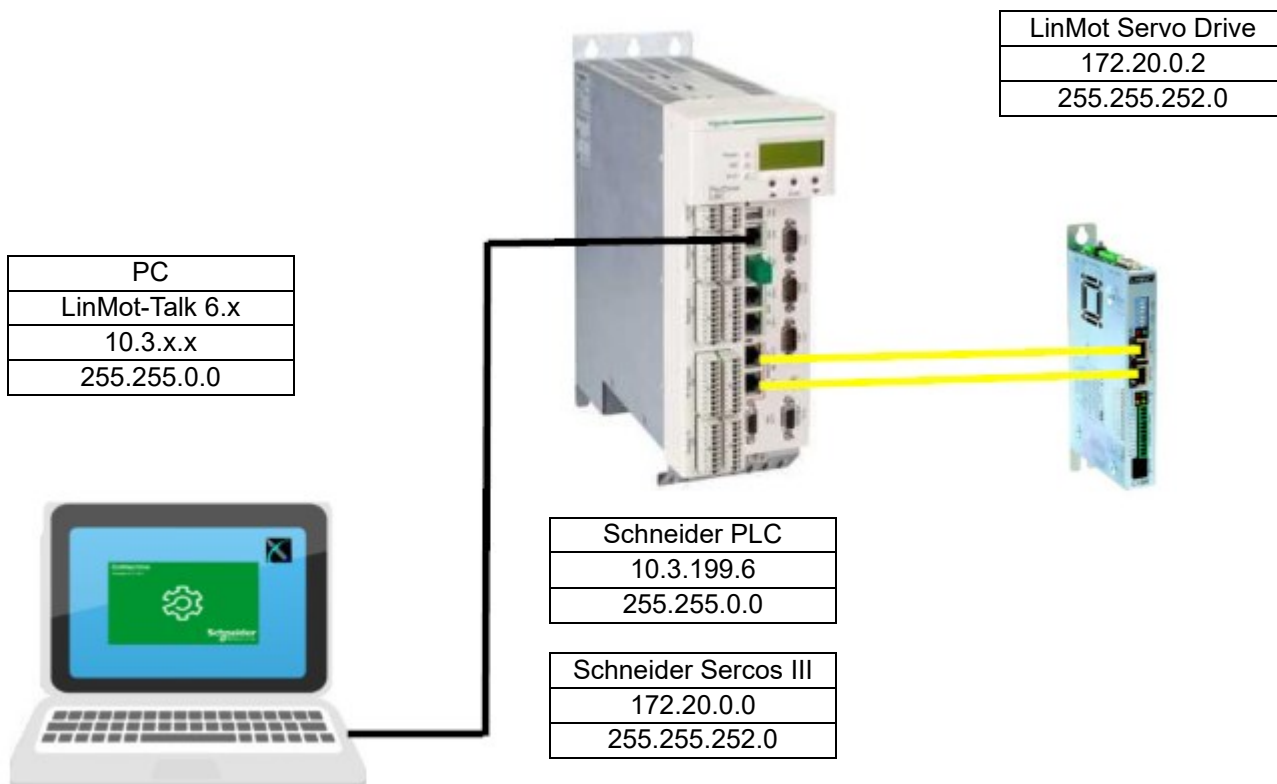 LinMot Servo Drive
172.20.0.2
255.255.252.0
PC
LinMot-Talk 6.x
10.3.x.x
255.255.0.0
Schneider PLC
10.3.199.6
255.255.0.0
Schneider Sercos III
172.20.0.0
255.255.252.0
Schneider